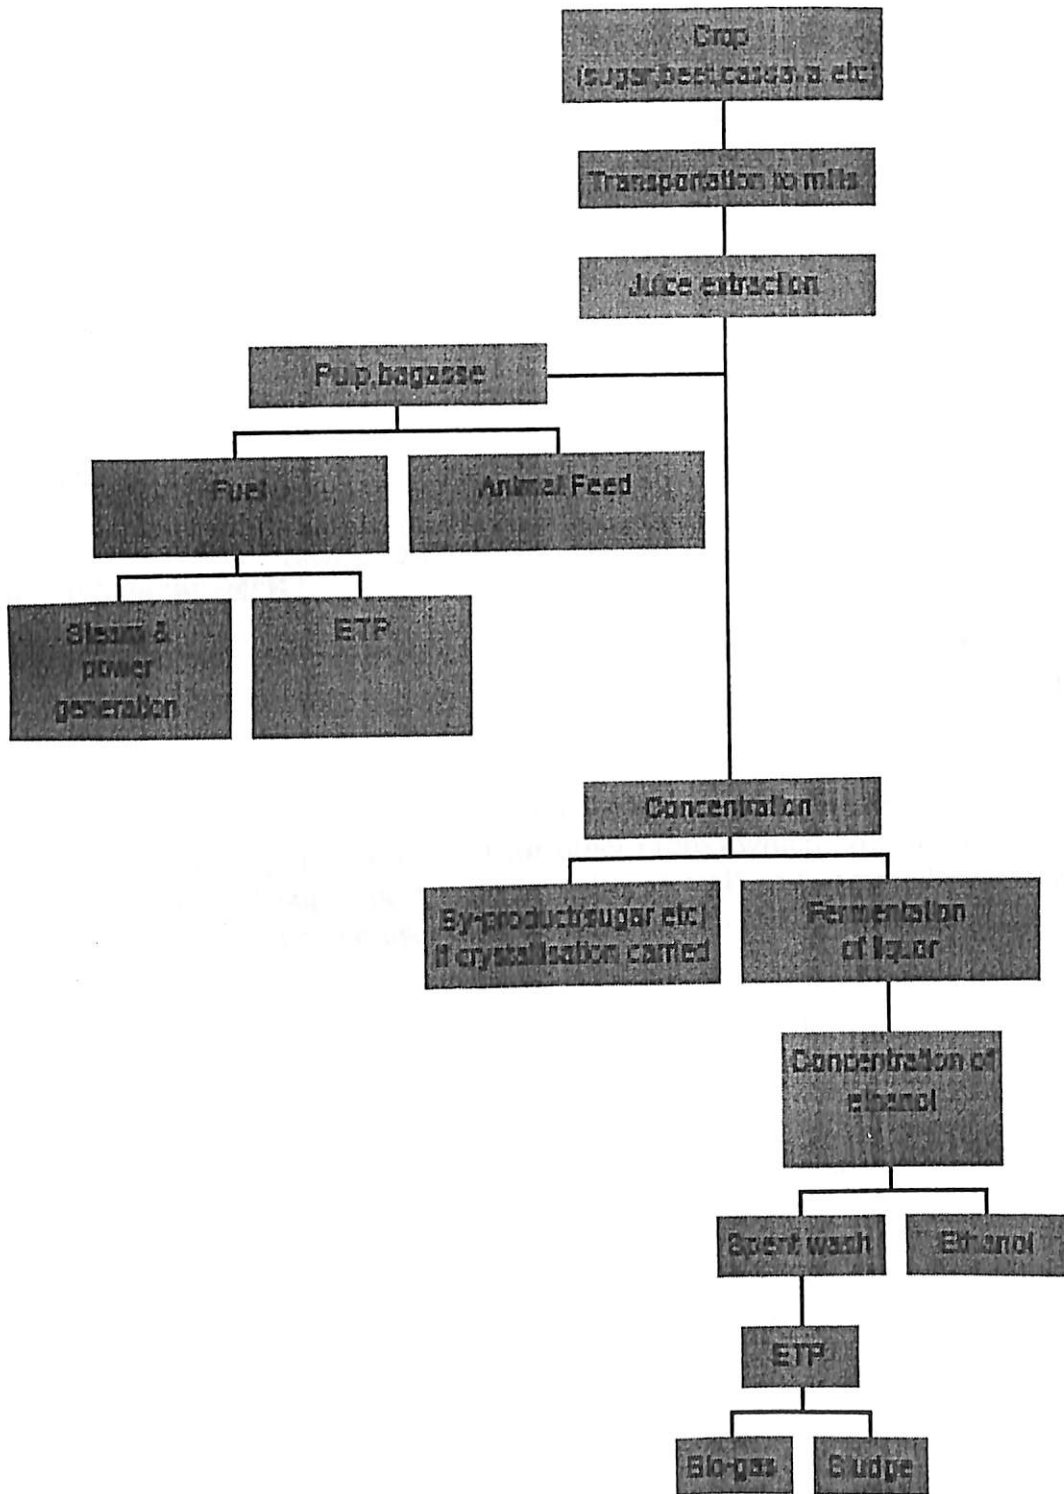 Crop
(sugar,beet,cassava etc)
Transportation to mills
Juice extraction
Pulp,bagasse
Fuel
Animal Feed
Steam &
power
generation
ETP
Concentration
By-product(sugar etc)
if crystallisation carried
Fermentation
of liquor
Concentration of
ethanol
Spent wash
Ethanol
ETP
Bio-gas
Sludge